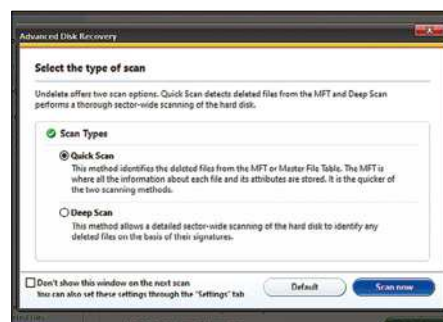 Advanced Disk Recovery
Select the type of scan
Undelete offers two scan options. Quick Scan detects deleted files from the MFT and Deep Scan
performs a thorough sector-wide scanning of the hard disk.
Scan Types
Quick Scan
This method identifies the deleted files from the MFT or Master File Table. The MFT is
where all the information about each file and its attributes are stored. It is the quicker of
the two scanning methods.
Deep Scan
This method allows a detailed sector-wide scanning of the hard disk to identify any
deleted files on the basis of their signatures.
Don't show this window on the next scan
You can also set these settings through the "Settings" tab
Default
Scan now